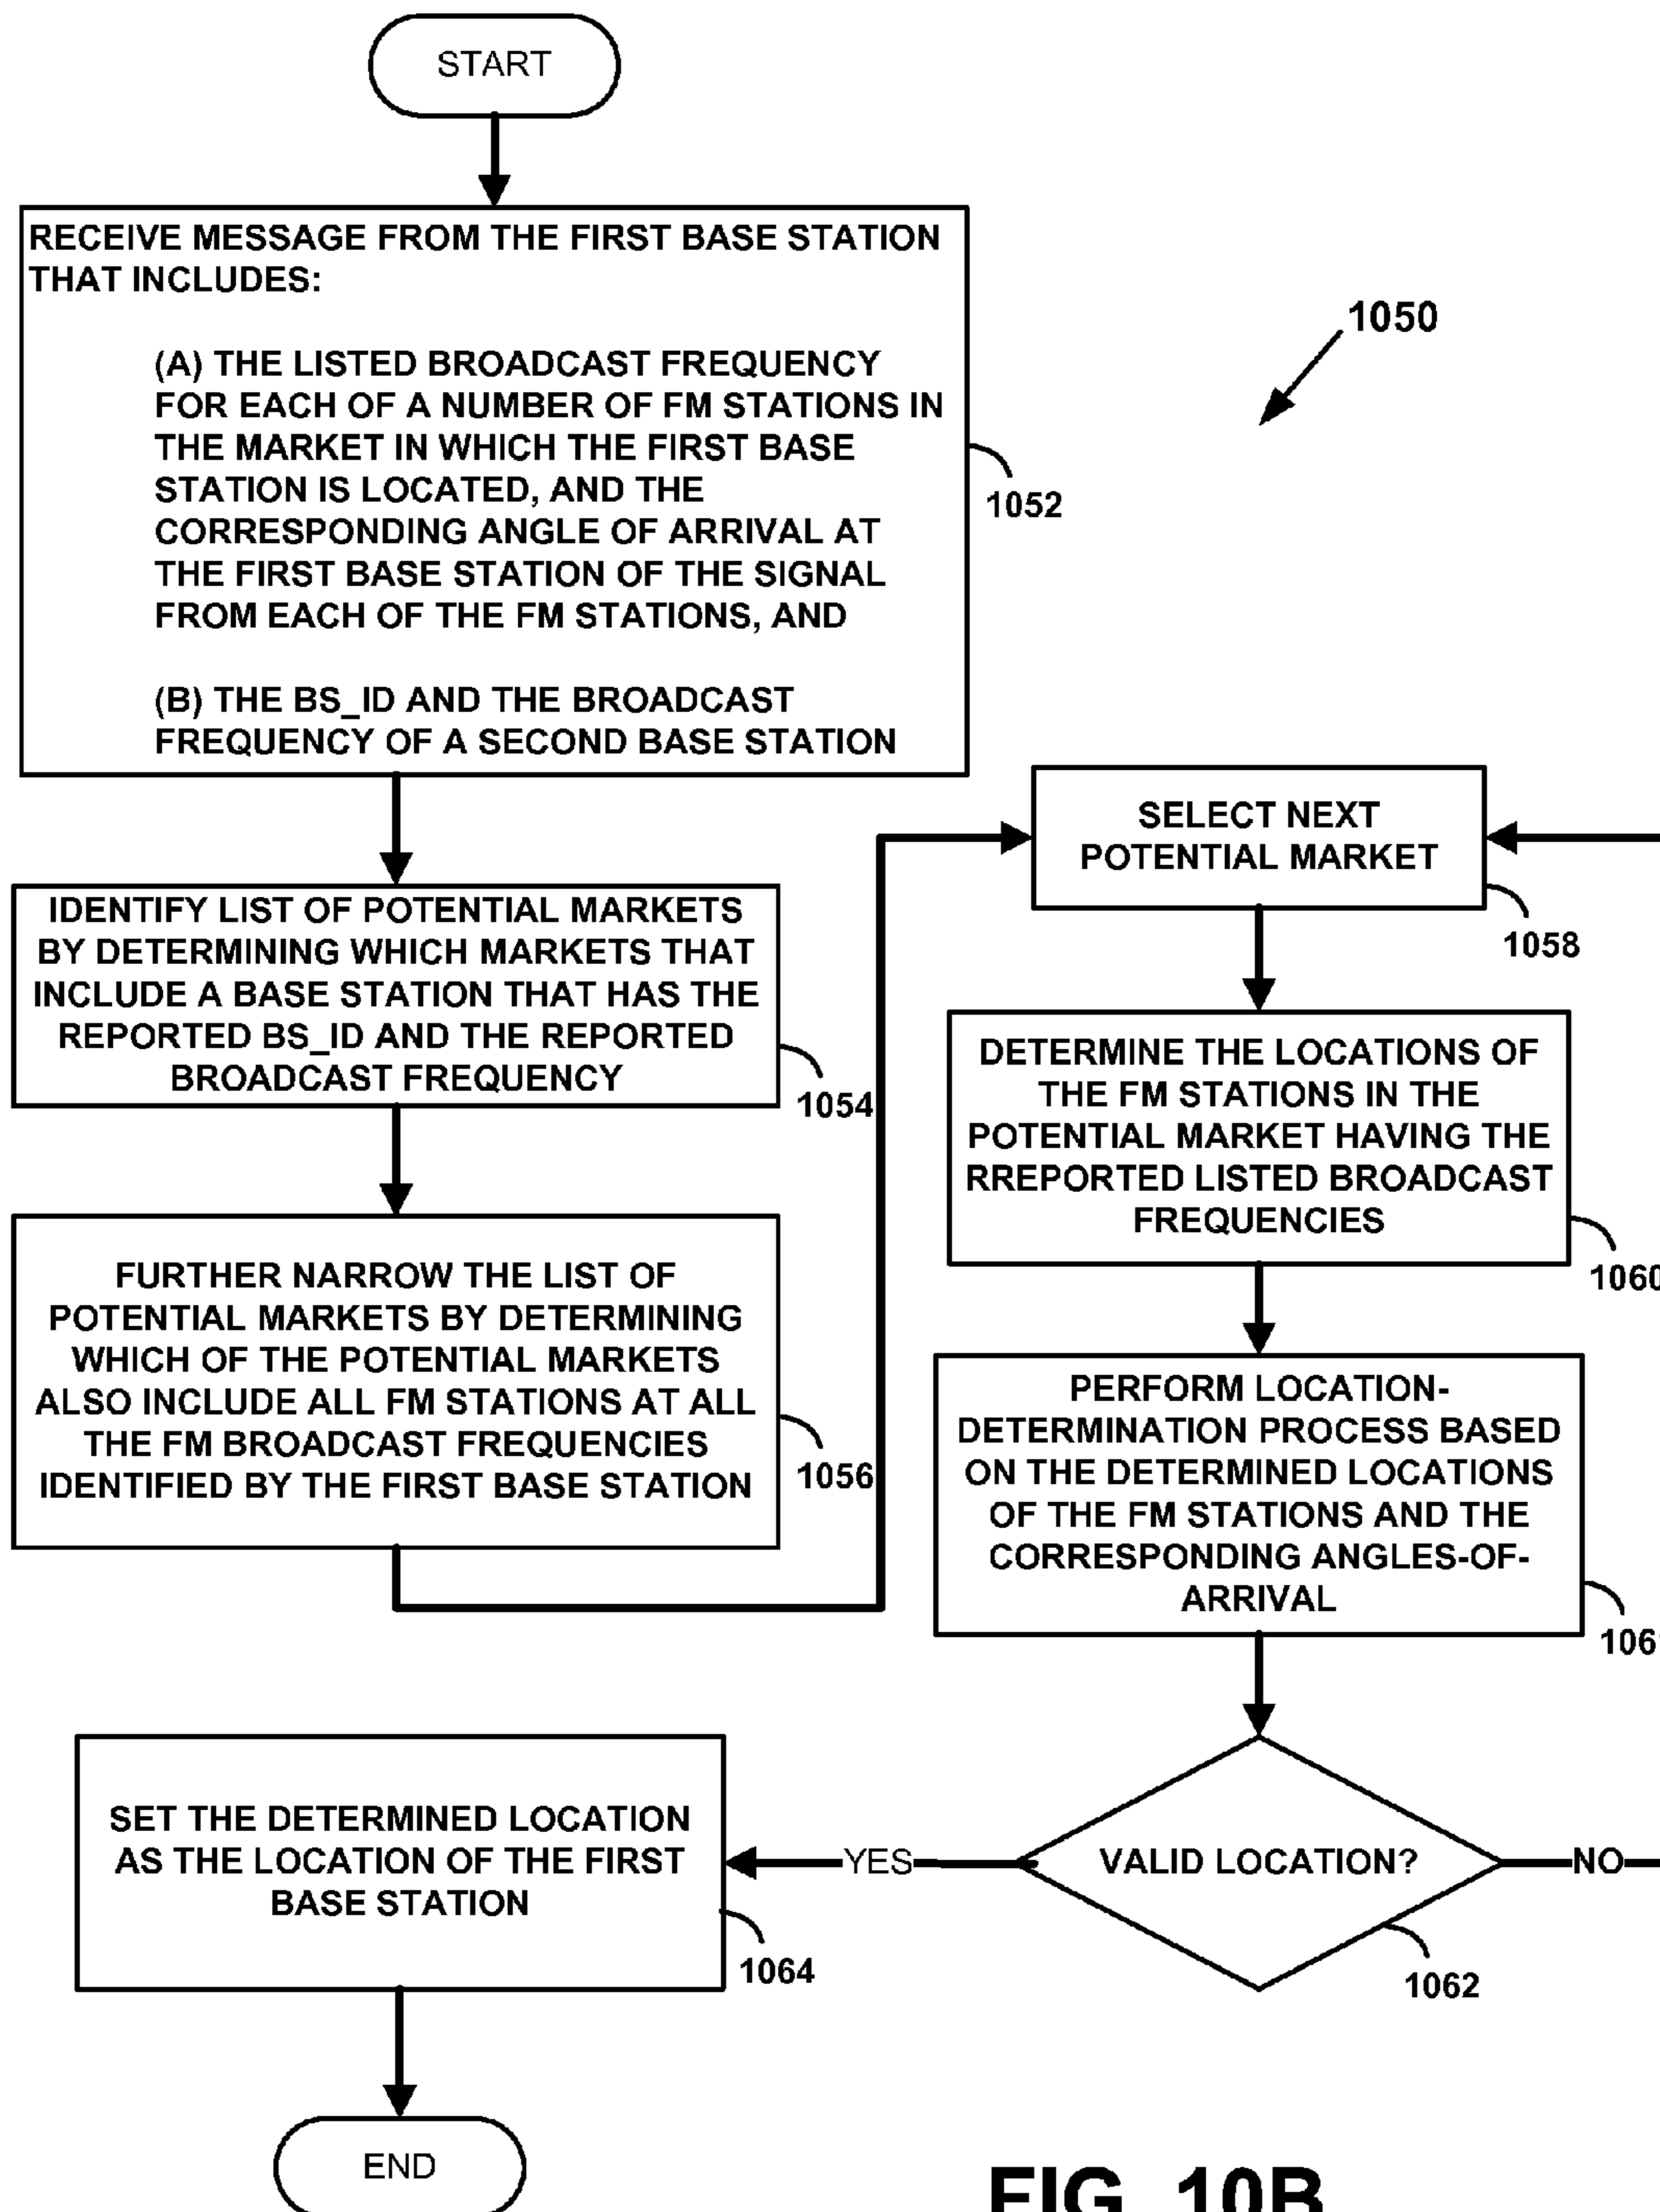 START
RECEIVE MESSAGE FROM THE FIRST BASE STATION
THAT INCLUDES:
(A) THE LISTED BROADCAST FREQUENCY
FOR EACH OF A NUMBER OF FM STATIONS IN
THE MARKET IN WHICH THE FIRST BASE
STATION IS LOCATED, AND THE
CORRESPONDING ANGLE OF ARRIVAL AT
THE FIRST BASE STATION OF THE SIGNAL
FROM EACH OF THE FM STATIONS, AND
(B) THE BS_ID AND THE BROADCAST
FREQUENCY OF A SECOND BASE STATION
1052
1050
IDENTIFY LIST OF POTENTIAL MARKETS
BY DETERMINING WHICH MARKETS THAT
INCLUDE A BASE STATION THAT HAS THE
REPORTED BS_ID AND THE REPORTED
BROADCAST FREQUENCY
1054
FURTHER NARROW THE LIST OF
POTENTIAL MARKETS BY DETERMINING
WHICH OF THE POTENTIAL MARKETS
ALSO INCLUDE ALL FM STATIONS AT ALL
THE FM BROADCAST FREQUENCIES
IDENTIFIED BY THE FIRST BASE STATION
1056
SELECT NEXT
POTENTIAL MARKET
1058
DETERMINE THE LOCATIONS OF
THE FM STATIONS IN THE
POTENTIAL MARKET HAVING THE
RREPORTED LISTED BROADCAST
FREQUENCIES
1060
PERFORM LOCATION-
DETERMINATION PROCESS BASED
ON THE DETERMINED LOCATIONS
OF THE FM STATIONS AND THE
CORRESPONDING ANGLES-OF-
ARRIVAL
VALID LOCATION?
1062
YES
NO
SET THE DETERMINED LOCATION
AS THE LOCATION OF THE FIRST
BASE STATION
1064
END
FIG. 10B